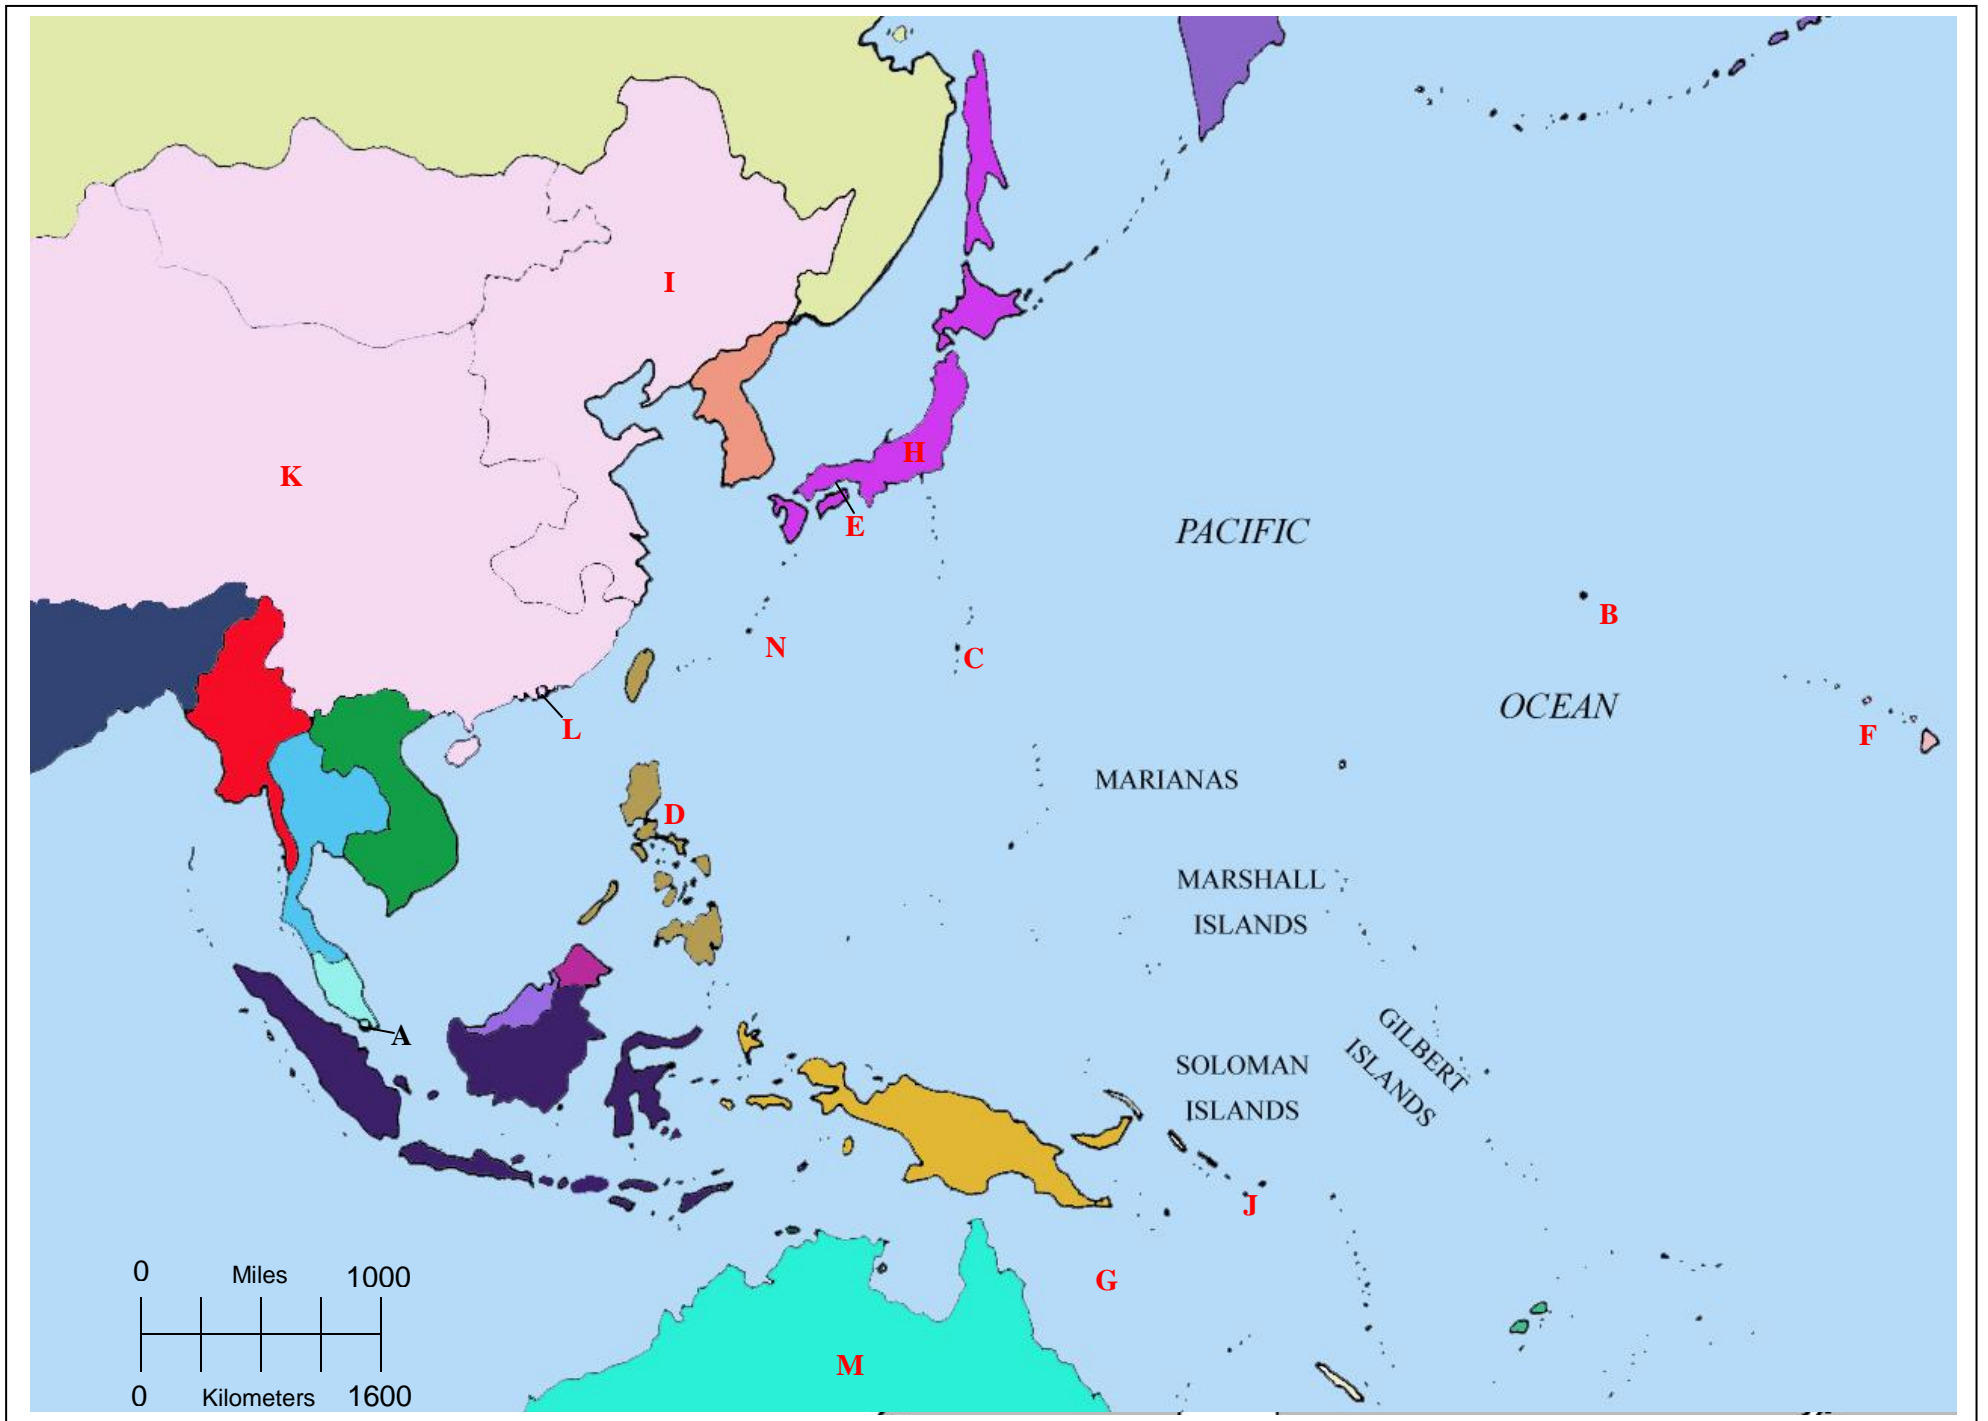 I
K
H
E
PACIFIC
B
N
C
L
OCEAN
F
MARIANAS
D
MARSHALL
ISLANDS
A
GILBERT
ISLANDS
SOLOMAN
ISLANDS
J
G
M
0 Miles 1000
0 Kilometers 1600